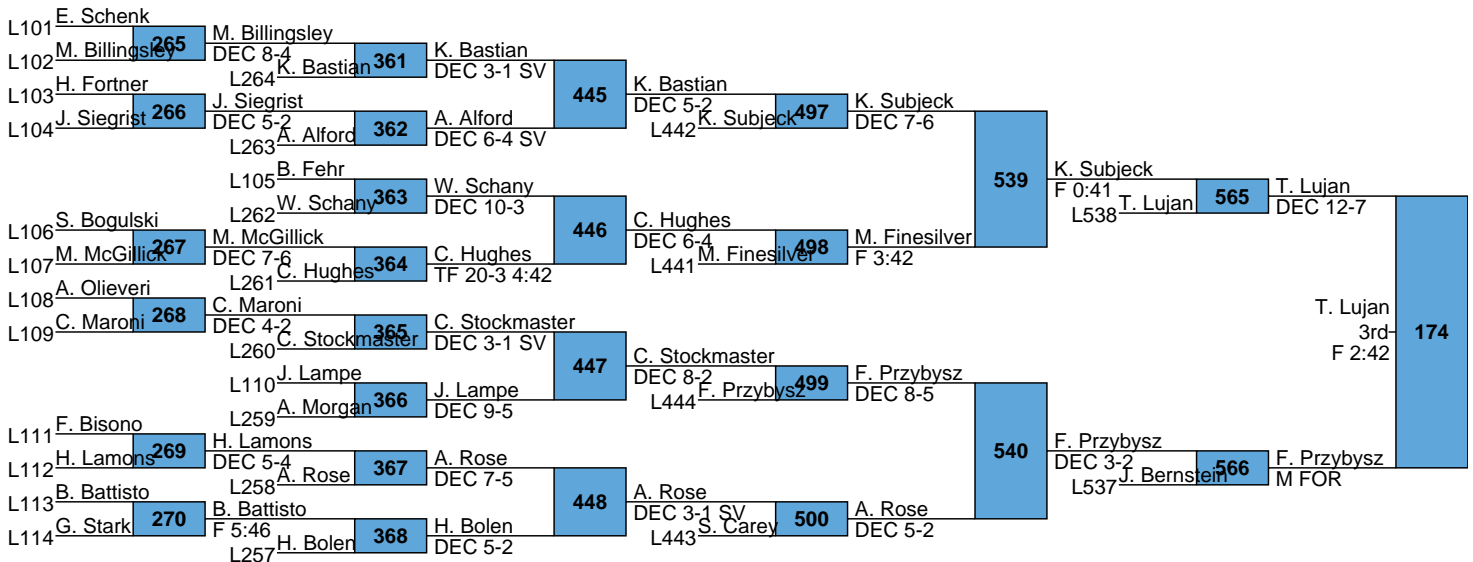 L101 E. Schenk
265
L102 M. Billingsley
M. Billingsley
DEC 8-4
L264 K. Bastian
361
K. Bastian
DEC 3-1 SV
L103 H. Fortner
266
L104 J. Siegrist
J. Siegrist
DEC 5-2
L263 A. Alford
362
A. Alford
DEC 6-4 SV
445
K. Bastian
DEC 5-2
L442 K. Subjeck
497
K. Subjeck
DEC 7-6
L105 B. Fehr
363
L262 W. Schany
W. Schany
DEC 10-3
L106 S. Bogulski
267
L107 M. McGillick
M. McGillick
DEC 7-6
L261 C. Hughes
364
C. Hughes
TF 20-3 4:42
446
C. Hughes
DEC 6-4
L441 M. Finesilver
498
M. Finesilver
F 3:42
539
K. Subjeck
F 0:41
L538 T. Lujan
565
T. Lujan
DEC 12-7
L108 A. Olieveri
268
L109 C. Maroni
C. Maroni
DEC 4-2
L260 C. Stockmaster
365
C. Stockmaster
DEC 3-1 SV
L110 J. Lampe
366
L259 A. Morgan
J. Lampe
DEC 9-5
447
C. Stockmaster
DEC 8-2
L444 F. Przybysz
499
F. Przybysz
DEC 8-5
L111 F. Bisono
269
L112 H. Lamons
H. Lamons
DEC 5-4
L258 A. Rose
367
A. Rose
DEC 7-5
L113 B. Battisto
270
L114 G. Stark
B. Battisto
F 5:46
L257 H. Bolen
368
H. Bolen
DEC 5-2
448
A. Rose
DEC 3-1 SV
L443 S. Carey
500
A. Rose
DEC 5-2
540
F. Przybysz
DEC 3-2
L537 J. Bernstein
566
F. Przybysz
M FOR
T. Lujan
3rd
F 2:42
174